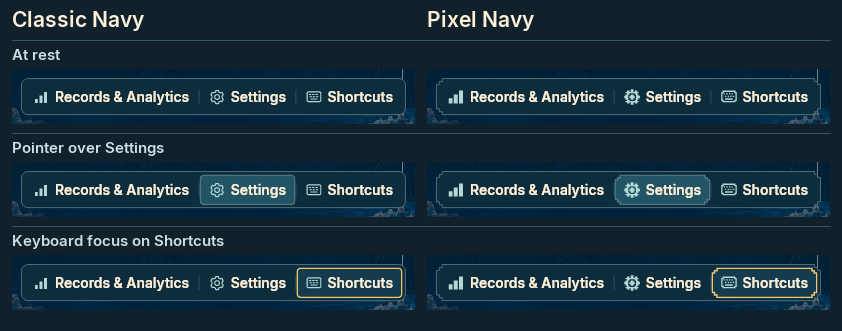 Classic Navy
Pixel Navy
At rest
Records & Analytics Settings Shortcuts
Records & Analytics Settings Shortcuts
Pointer over Settings
Records & Analytics Settings Shortcuts
Records & Analytics Settings Shortcuts
Keyboard focus on Shortcuts
Records & Analytics Settings Shortcuts
Records & Analytics Settings Shortcuts